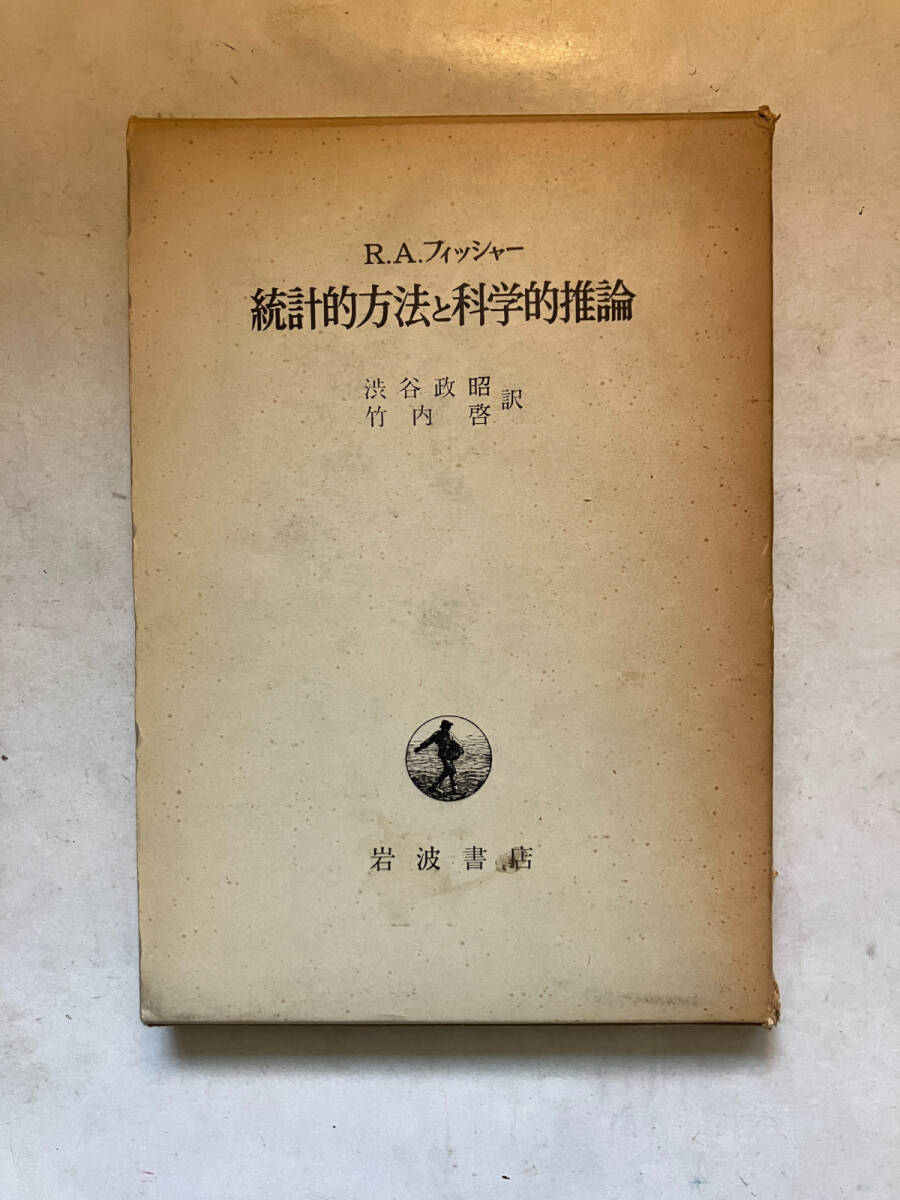 R.A.フィッシャー
統計的方法と科学的推論
渋谷政昭
竹内啓
訳
岩波書店